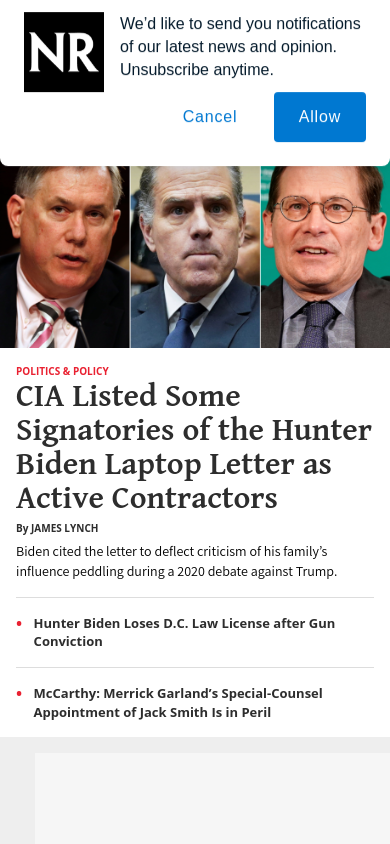 NR
We’d like to send you notifications
of our latest news and opinion.
Unsubscribe anytime.
Cancel
Allow
POLITICS & POLICY
CIA Listed Some
Signatories of the Hunter
Biden Laptop Letter as
Active Contractors
By JAMES LYNCH
Biden cited the letter to deflect criticism of his family’s
influence peddling during a 2020 debate against Trump.
• Hunter Biden Loses D.C. Law License after Gun
Conviction
• McCarthy: Merrick Garland’s Special-Counsel
Appointment of Jack Smith Is in Peril